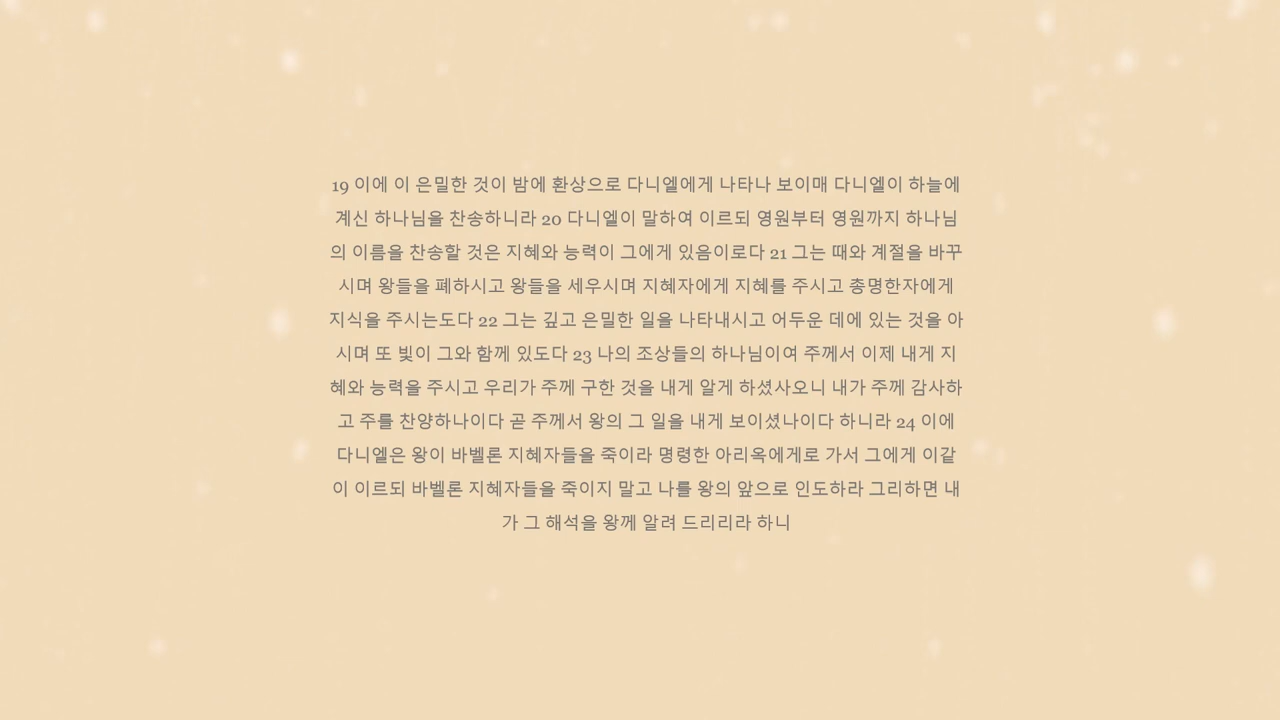 19 이에 이 은밀한 것이 밤에 환상으로 다니엘에게 나타나 보이매 다니엘이 하늘에
계신 하나님을 찬송하니라 20 다니엘이 말하여 이르되 영원부터 영원까지 하나님
의 이름을 찬송할 것은 지혜와 능력이 그에게 있음이로다 21 그는 때와 계절을 바꾸
시며 왕들을 폐하시고 왕들을 세우시며 지혜자에게 지혜를 주시고 총명한자에게
지식을 주시는도다 22 그는 깊고 은밀한 일을 나타내시고 어두운 데에 있는 것을 아
시며 또 빛이 그와 함께 있도다 23 나의 조상들의 하나님이여 주께서 이제 내게 지
혜와 능력을 주시고 우리가 주께 구한 것을 내게 알게 하셨사오니 내가 주께 감사하
고 주를 찬양하나이다 곧 주께서 왕의 그 일을 내게 보이셨나이다 하니라 24 이에
다니엘은 왕이 바벨론 지혜자들을 죽이라 명령한 아리옥에게로 가서 그에게 이같
이 이르되 바벨론 지혜자들을 죽이지 말고 나를 왕의 앞으로 인도하라 그리하면 내
가 그 해석을 왕께 알려 드리리라 하니